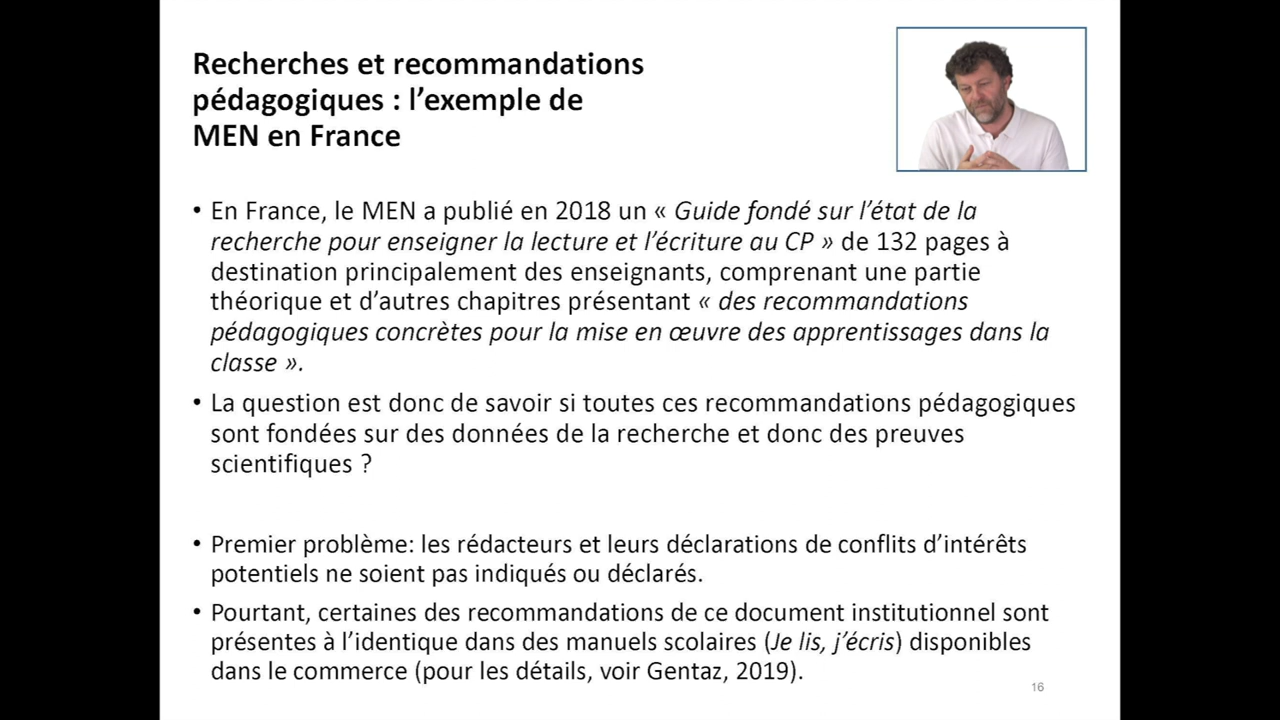 Recherches et recommandations
pédagogiques : l’exemple de
MEN en France
• En France, le MEN a publié en 2018 un « Guide fondé sur l’état de la
recherche pour enseigner la lecture et l’écriture au CP » de 132 pages à
destination principalement des enseignants, comprenant une partie
théorique et d’autres chapitres présentant « des recommandations
pédagogiques concrètes pour la mise en œuvre des apprentissages dans la
classe ».
• La question est donc de savoir si toutes ces recommandations pédagogiques
sont fondées sur des données de la recherche et donc des preuves
scientifiques ?
• Premier problème: les rédacteurs et leurs déclarations de conflits d’intérêts
potentiels ne soient pas indiqués ou déclarés.
• Pourtant, certaines des recommandations de ce document institutionnel sont
présentes à l’identique dans des manuels scolaires (Je lis, j’écris) disponibles
dans le commerce (pour les détails, voir Gentaz, 2019).
16